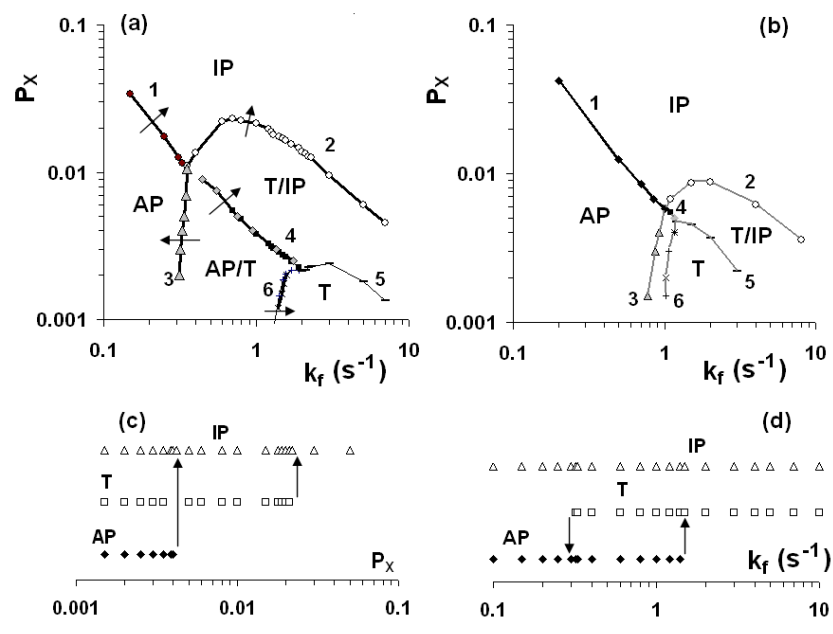 (a)
0.1
P_X
IP
1
2
0.01
AP
T/IP
3
4
AP/T
6
T
5
0.001
0.1
1
10
k_f (s^-1)
(b)
0.1
P_X
IP
1
0.01
2
AP
4
T/IP
T
3
6
5
0.001
0.1
1
10
k_f (s^-1)
(c)
IP
T
AP
P_X
0.001
0.01
0.1
(d)
IP
T
AP
k_f (s^-1)
0.1
1
10